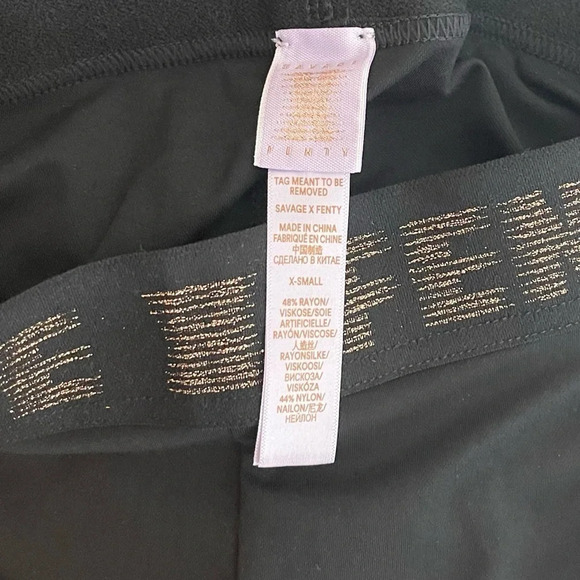 SAVAGE
X
FENTY
TAG MEANT TO BE
REMOVED
SAVAGE X FENTY
MADE IN CHINA
FABRIQUÉ EN CHINE
中国制造
СДЕЛАНО В КИТАЕ
X-SMALL
48% RAYON/
VISKOSE/SOIE
ARTIFICIELLE/
RAYÓN/VISCOSE/
人造丝/
RAYONSILKE/
VISKOOSI/
ВИСКОЗА/
VISKÓZA
44% NYLON/
NAILON/尼龙/
НЕЙЛОН
X FEN